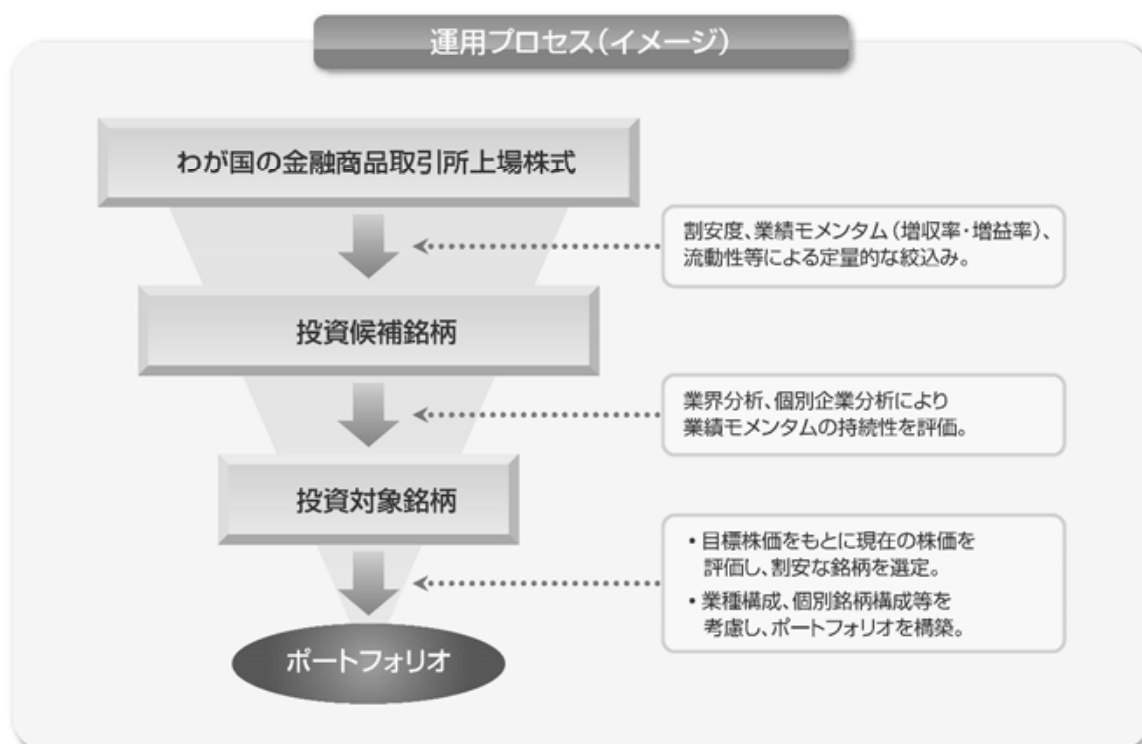 運用プロセス(イメージ)
わが国の金融商品取引所上場株式
割安度、業績モメンタム(増収率・増益率)、
流動性等による定量的な絞込み。
投資候補銘柄
業界分析、個別企業分析により
業績モメンタムの持続性を評価。
投資対象銘柄
・目標株価をもとに現在の株価を
評価し、割安な銘柄を選定。
・業種構成、個別銘柄構成等を
考慮し、ポートフォリオを構築。
ポートフォリオ